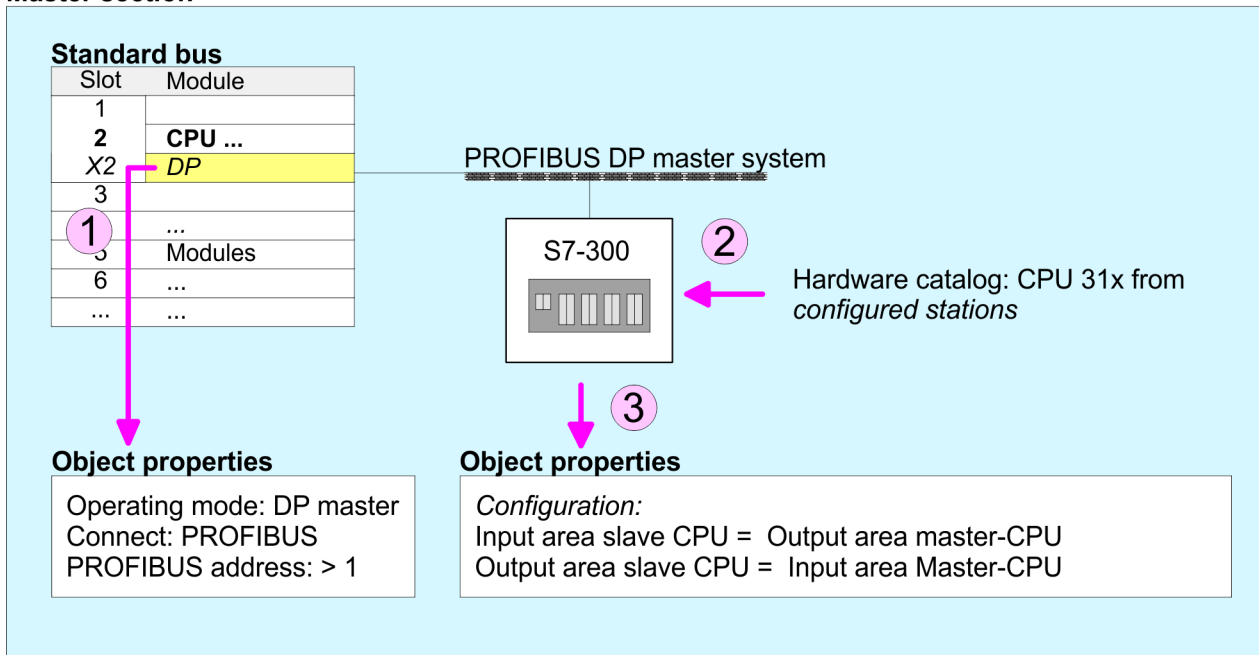 Standard bus
Slot Module
1
2 CPU ...
X2 DP
3
...
5 Modules
6 ...
... ...
PROFIBUS DP master system
S7-300
1
2
3
Hardware catalog: CPU 31x from
configured stations
Object properties
Operating mode: DP master
Connect: PROFIBUS
PROFIBUS address: > 1
Object properties
Configuration:
Input area slave CPU = Output area master-CPU
Output area slave CPU = Input area Master-CPU